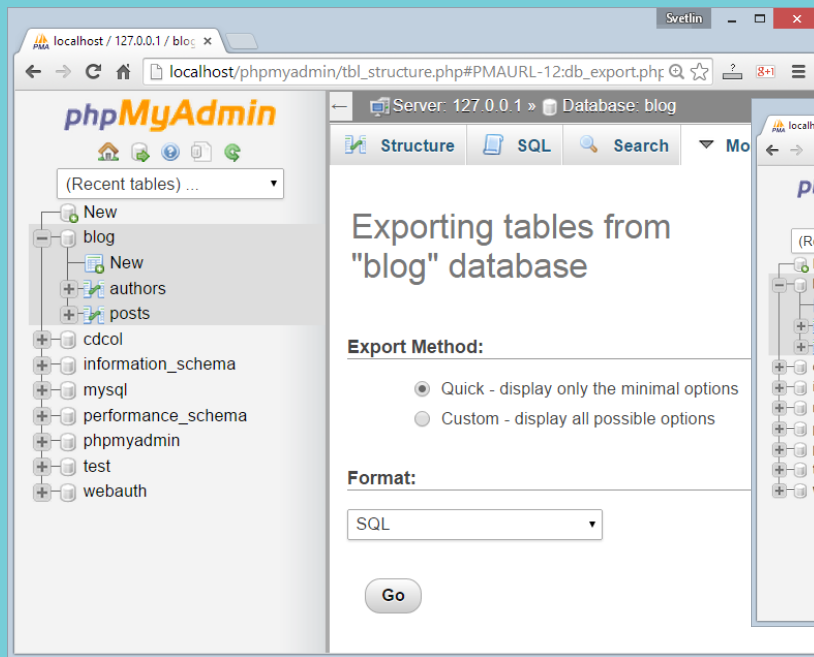 Svetlin
localhost / 127.0.0.1 / blog
localhost/phpmyadmin/tbl_structure.php#PMAURL-12:db_export.php
phpMyAdmin
Server: 127.0.0.1 » Database: blog
Structure
SQL
Search
Mo
(Recent tables) ...
New
blog
New
authors
posts
cdcol
information_schema
mysql
performance_schema
phpmyadmin
test
webauth
Exporting tables from
"blog" database
Export Method:
Quick - display only the minimal options
Custom - display all possible options
Format:
SQL
Go
localh